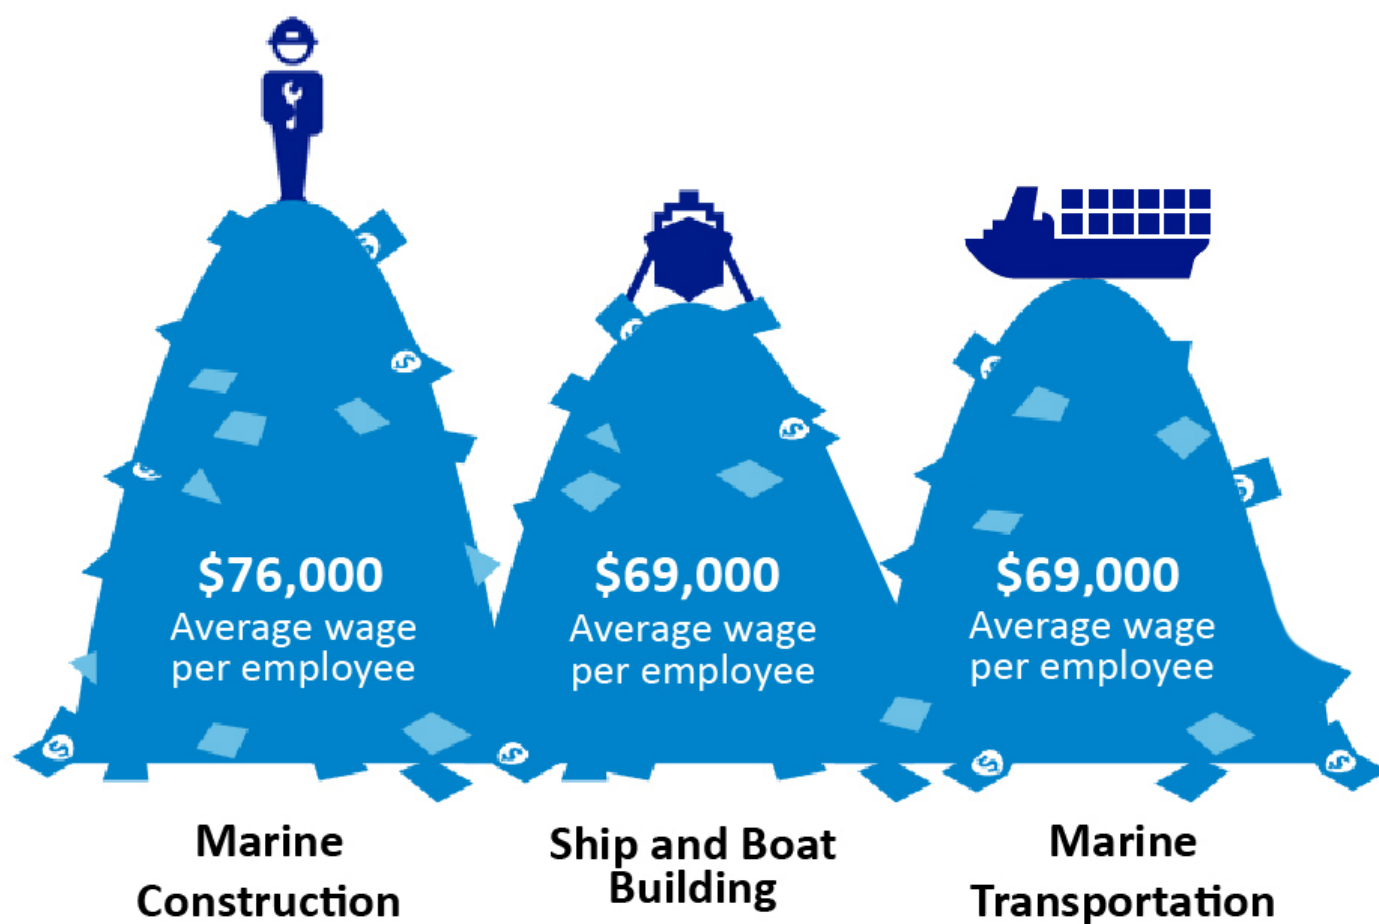 $76,000
Average wage
per employee
$69,000
Average wage
per employee
$69,000
Average wage
per employee
Marine
Construction
Ship and Boat
Building
Marine
Transportation